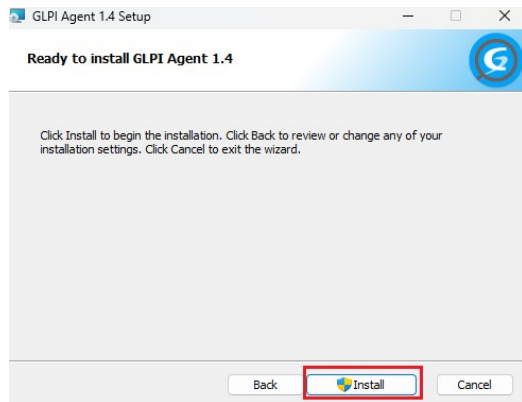 GLPI Agent 1.4 Setup
Ready to install GLPI Agent 1.4
Click Install to begin the installation. Click Back to review or change any of your
installation settings. Click Cancel to exit the wizard.
Back Install Cancel